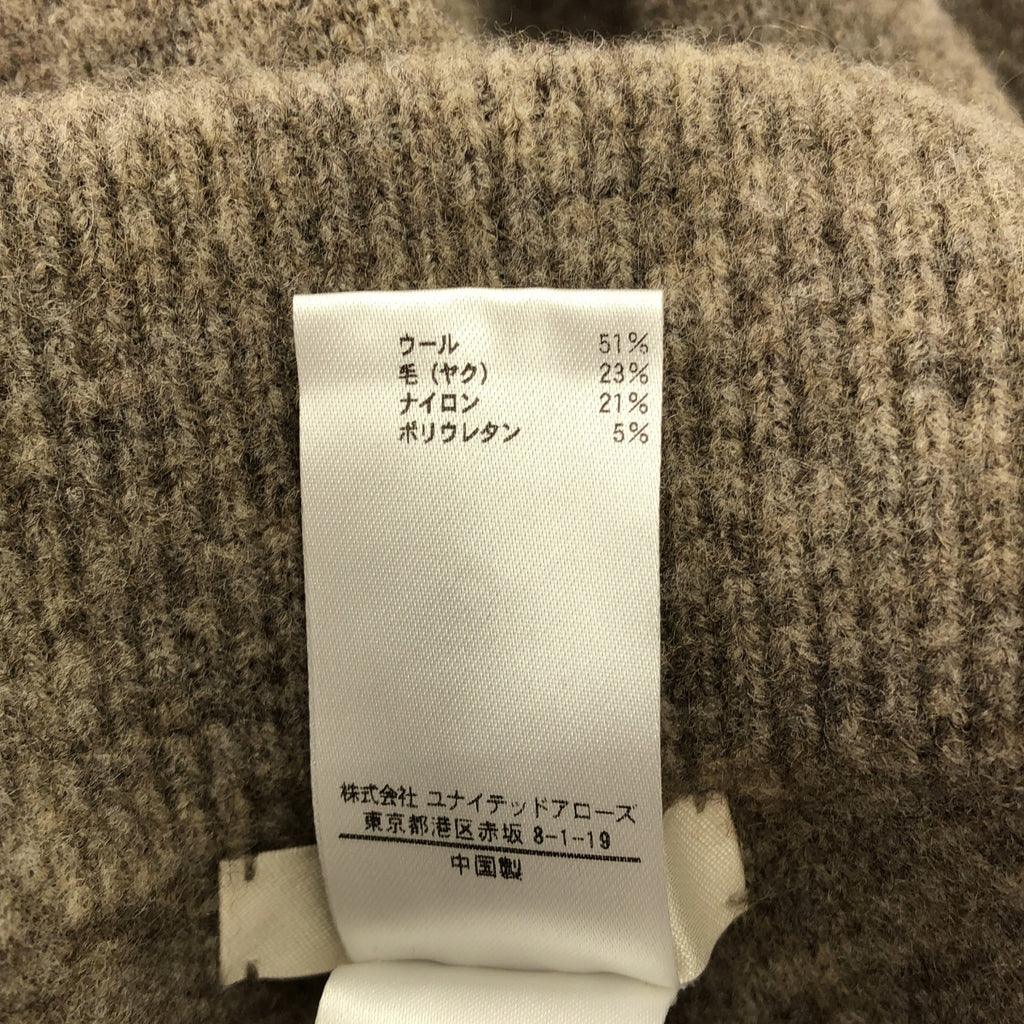 ウール 51%
毛(ヤク) 23%
ナイロン 21%
ポリウレタン 5%
株式会社 ユナイテッドアローズ
東京都港区赤坂 8-1-19
中国製